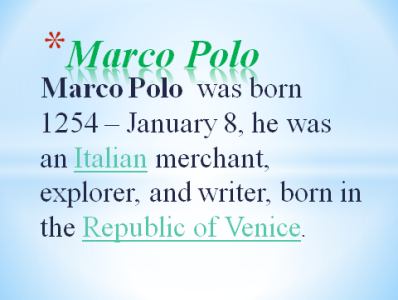 *Marco Polo
Marco Polo was born
1254 – January 8, he was
an Italian merchant,
explorer, and writer, born in
the Republic of Venice.